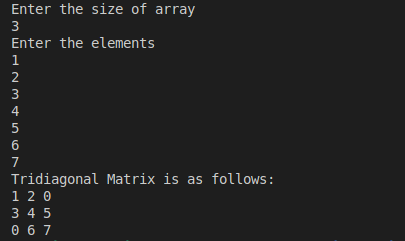 Enter the size of array
3
Enter the elements
1
2
3
4
5
6
7
Tridiagonal Matrix is as follows:
1 2 0
3 4 5
0 6 7